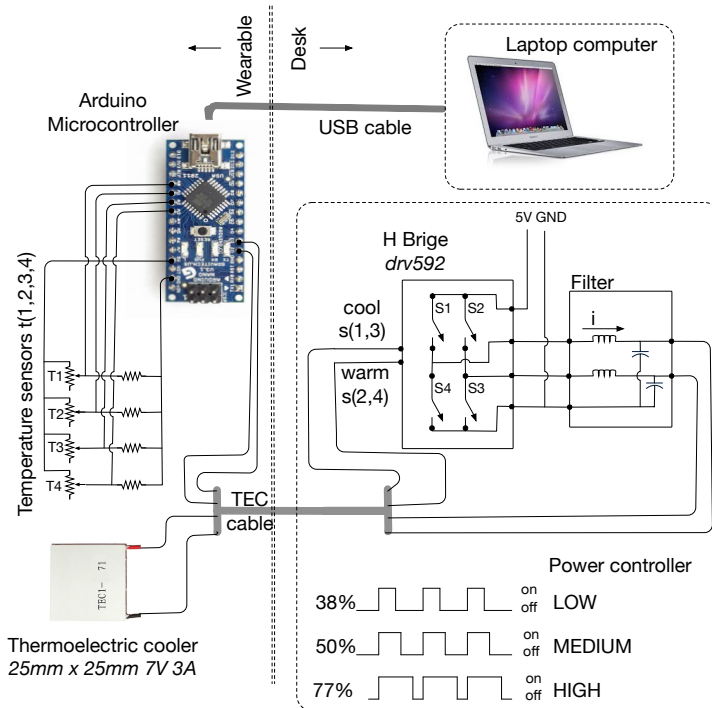 Wearable
Desk
Laptop computer
Arduino
Microcontroller
USB cable
5V GND
H Brige
drv592
Filter
cool
s(1,3)
warm
s(2,4)
S1
S2
S4
S3
i
Temperature sensors t(1,2,3,4)
T1
T2
T3
T4
TEC
cable
TEC1- 71
Thermoelectric cooler
25mm x 25mm 7V 3A
Power controller
38%
on
off
LOW
50%
on
off
MEDIUM
77%
on
off
HIGH